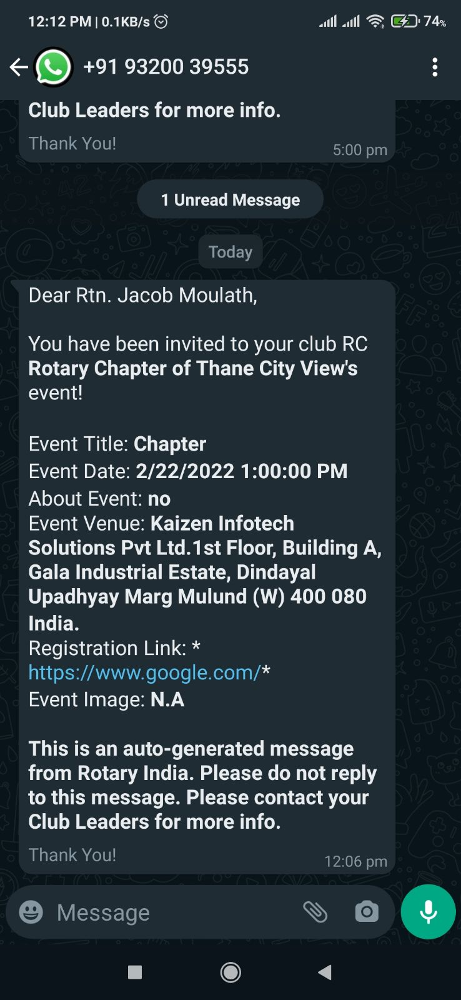 12:12 PM | 0.1KB/s 74%
+91 93200 39555
Club Leaders for more info.
Thank You!
5:00 pm
1 Unread Message
Today
Dear Rtn. Jacob Moulath,
You have been invited to your club RC
Rotary Chapter of Thane City View's
event!
Event Title: Chapter
Event Date: 2/22/2022 1:00:00 PM
About Event: no
Event Venue: Kaizen Infotech
Solutions Pvt Ltd.1st Floor, Building A,
Gala Industrial Estate, Dindayal
Upadhyay Marg Mulund (W) 400 080
India.
Registration Link: *
https://www.google.com/*
Event Image: N.A
This is an auto-generated message
from Rotary India. Please do not reply
to this message. Please contact your
Club Leaders for more info.
Thank You!
12:06 pm
Message